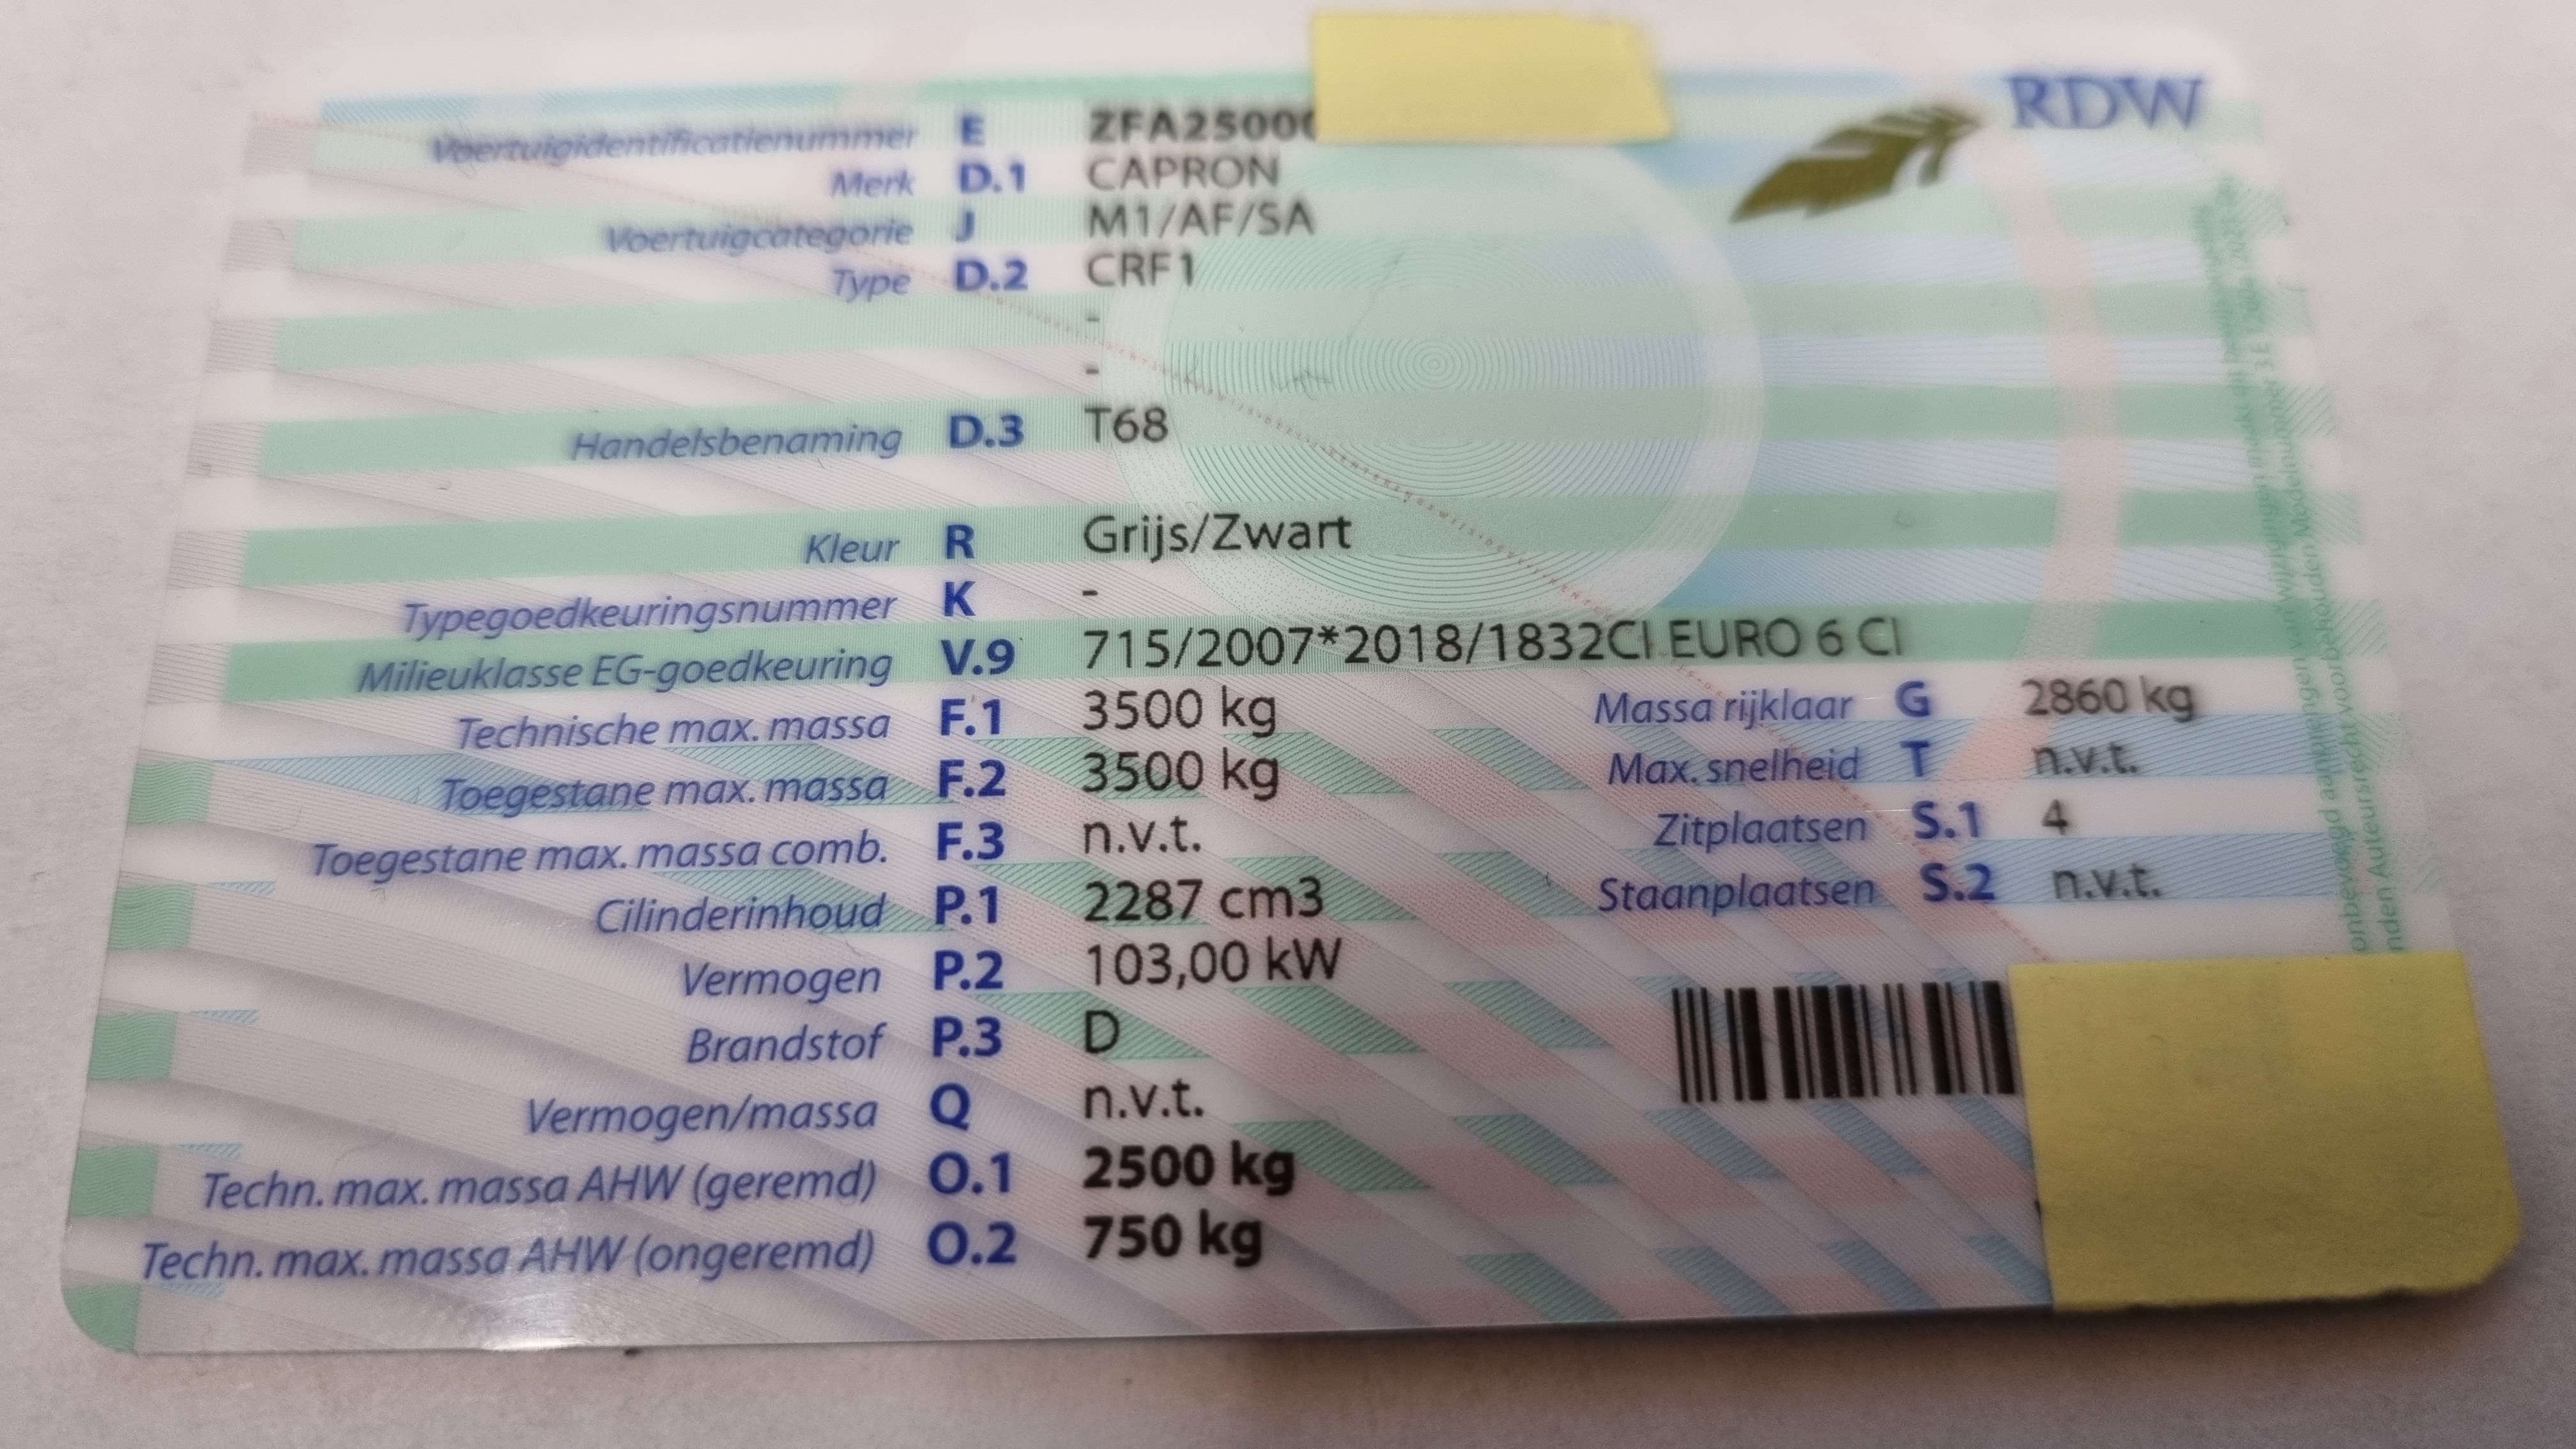 RDW
Voertuigidentificatienummer E ZFA2500
Merk D.1 CAPRON
Voertuigcategorie J M1/AF/SA
Type D.2 CRF1
-
-
Handelsbenaming D.3 T68
Kleur R Grijs/Zwart
Typegoedkeuringsnummer K -
Milieuklasse EG-goedkeuring V.9 715/2007*2018/1832CI EURO 6 CI
Technische max. massa F.1 3500 kg Massa rijklaar G 2860 kg
Toegestane max. massa F.2 3500 kg Max. snelheid T n.v.t.
Toegestane max. massa comb. F.3 n.v.t. Zitplaatsen S.1 4
Cilinderinhoud P.1 2287 cm3 Staanplaatsen S.2 n.v.t.
Vermogen P.2 103,00 kW
Brandstof P.3 D
Vermogen/massa Q n.v.t.
Techn. max. massa AHW (geremd) O.1 2500 kg
Techn. max. massa AHW (ongeremd) O.2 750 kg